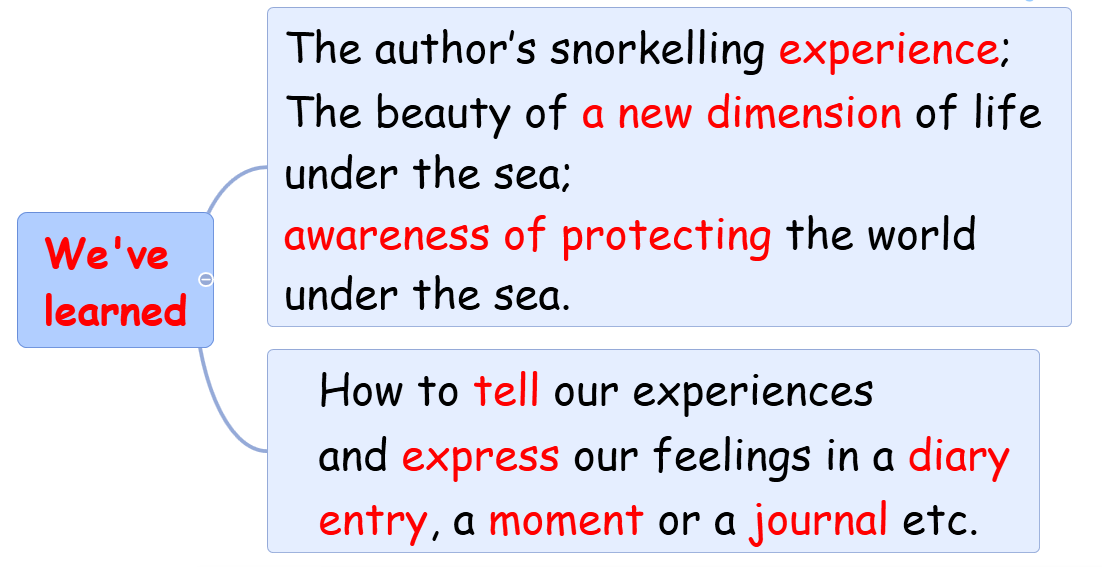 We've
learned
The author's snorkelling experience;
The beauty of a new dimension of life
under the sea;
awareness of protecting the world
under the sea.
How to tell our experiences
and express our feelings in a diary
entry, a moment or a journal etc.